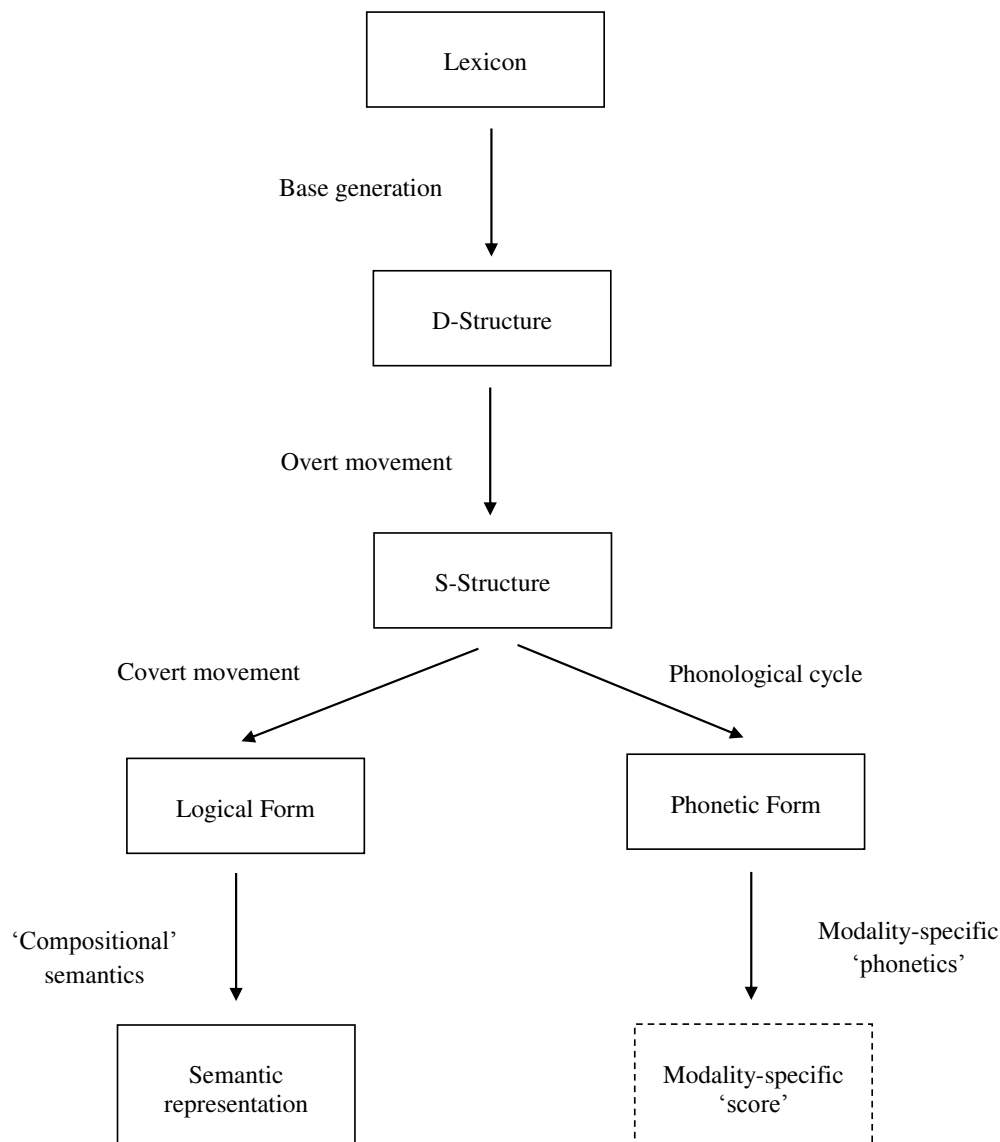 Lexicon
Base generation
D-Structure
Overt movement
S-Structure
Covert movement
Phonological cycle
Logical Form
Phonetic Form
‘Compositional’
semantics
Modality-specific
‘phonetics’
Semantic
representation
Modality-specific
‘score’